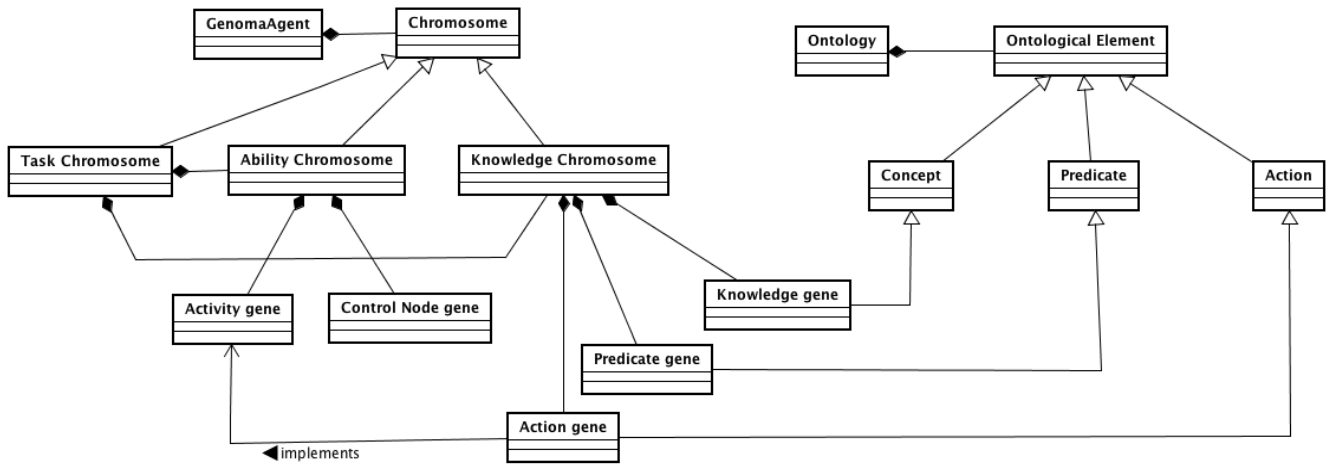 GenomaAgent
Chromosome
Ontology
Ontological Element
Task Chromosome
Ability Chromosome
Knowledge Chromosome
Concept
Predicate
Action
Activity gene
Control Node gene
Knowledge gene
Predicate gene
Action gene
implements